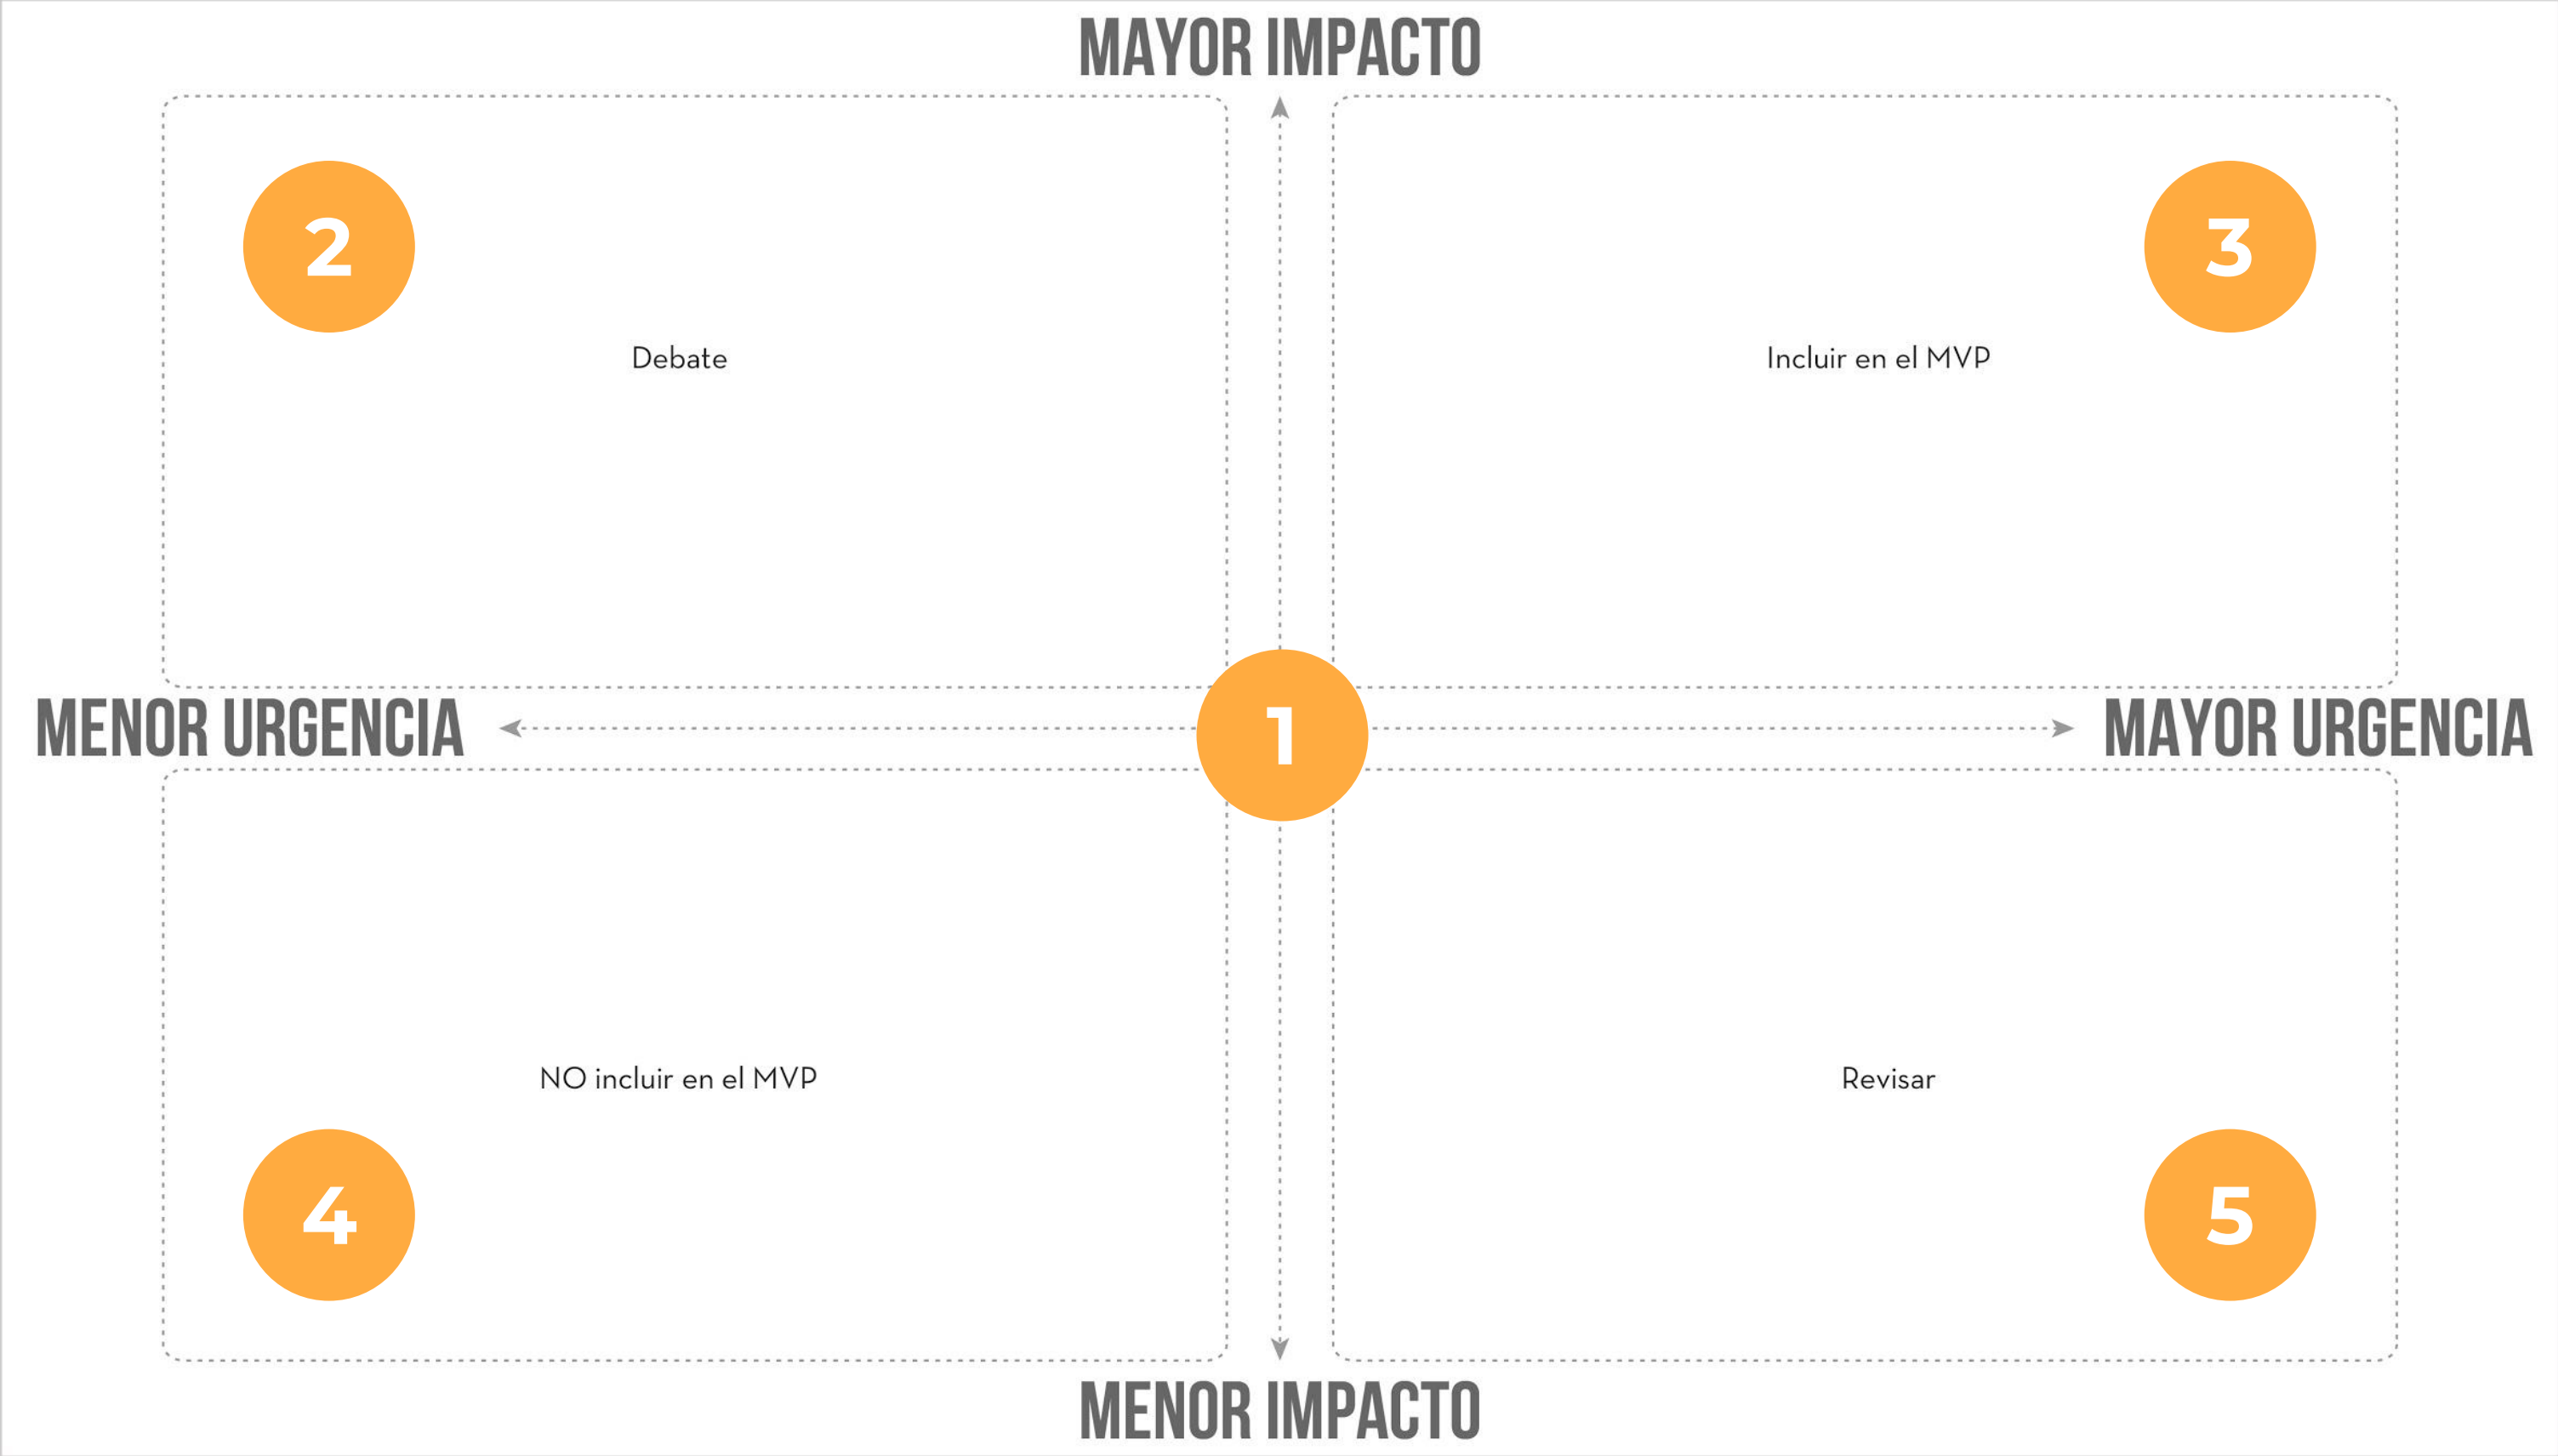 MAYOR IMPACTO
2
3
Debate
Incluir en el MVP
MENOR URGENCIA
1
MAYOR URGENCIA
NO incluir en el MVP
Revisar
4
5
MENOR IMPACTO